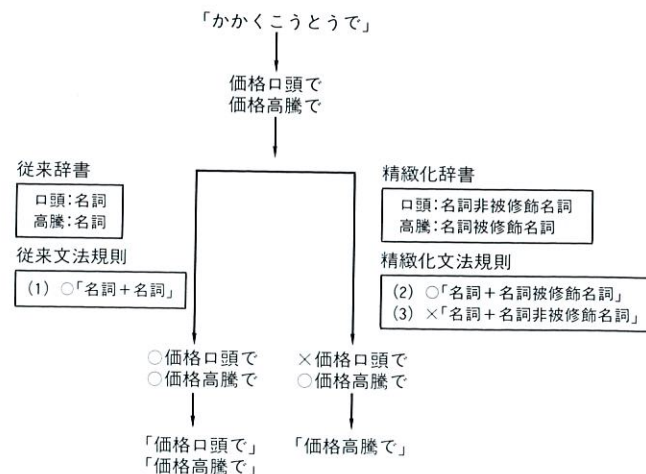 「かかくこうとうで」
価格口頭で
価格高騰で
従来辞書
口頭:名詞
高騰:名詞
従来文法規則
(1) ○「名詞+名詞」
精緻化辞書
口頭:名詞非被修飾名詞
高騰:名詞被修飾名詞
精緻化文法規則
(2) ○「名詞+名詞被修飾名詞」
(3) ×「名詞+名詞非被修飾名詞」
○価格口頭で
○価格高騰で
×価格口頭で
○価格高騰で
「価格口頭で」
「価格高騰で」
「価格高騰で」